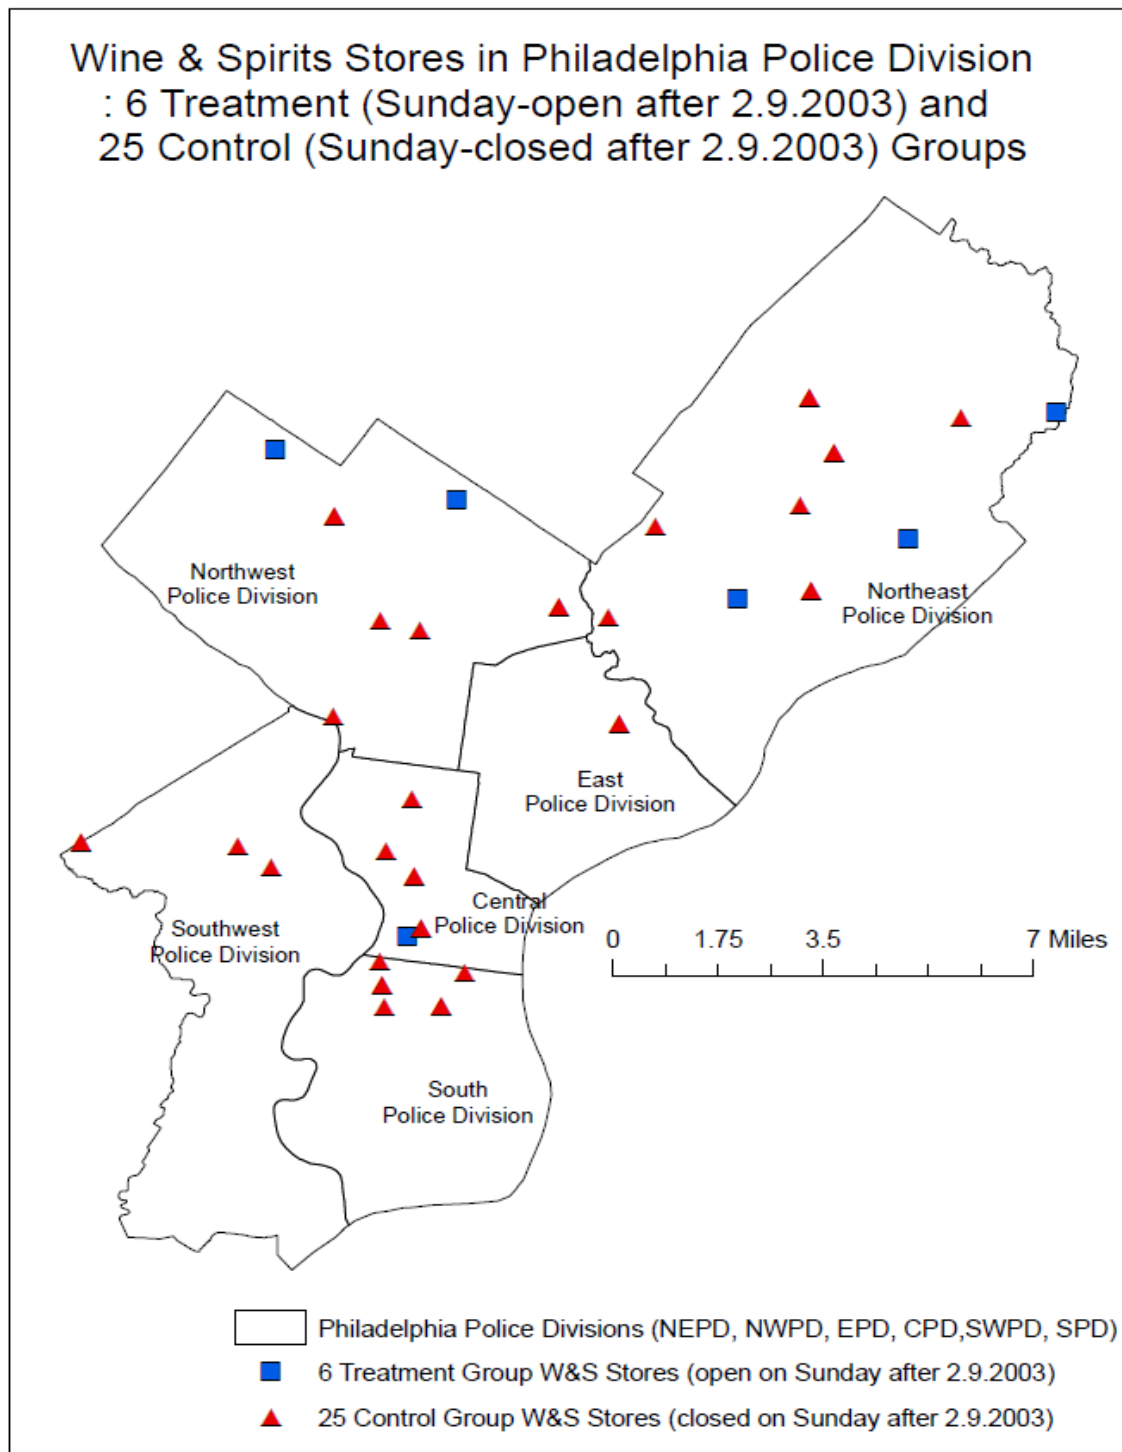 Wine & Spirits Stores in Philadelphia Police Division
: 6 Treatment (Sunday-open after 2.9.2003) and
25 Control (Sunday-closed after 2.9.2003) Groups
Northwest
Police Division
Northeast
Police Division
East
Police Division
Central
Police Division
Southwest
Police Division
0 1.75 3.5 7 Miles
South
Police Division
Philadelphia Police Divisions (NEPD, NWPD, EPD, CPD,SWPD, SPD)
6 Treatment Group W&S Stores (open on Sunday after 2.9.2003)
25 Control Group W&S Stores (closed on Sunday after 2.9.2003)